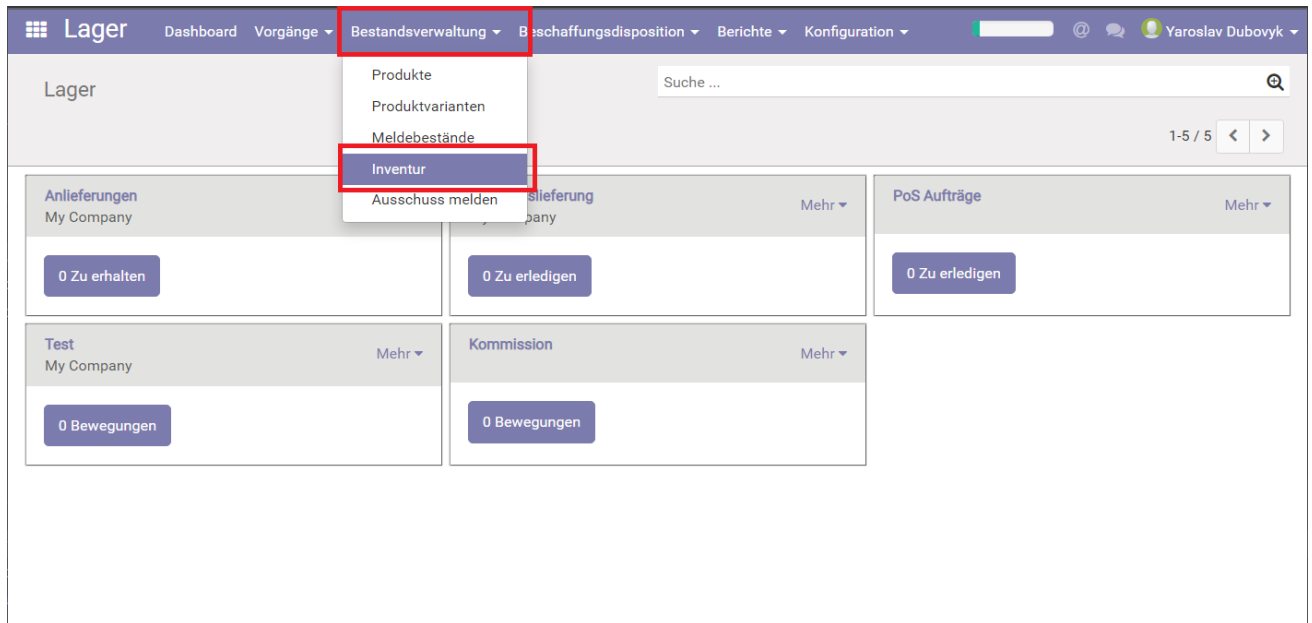 Lager Dashboard Vorgänge Bestandsverwaltung Beschaffungsdisposition Berichte Konfiguration @ Yaroslav Dubovyk
Lager
Suche ...
1-5 / 5
Produkte
Produktvarianten
Meldebestände
Inventur
Ausschuss melden
Anlieferungen
My Company
0 Zu erhalten
slieferung
pany
Mehr
0 Zu erledigen
PoS Aufträge
Mehr
0 Zu erledigen
Test
My Company
Mehr
0 Bewegungen
Kommission
Mehr
0 Bewegungen